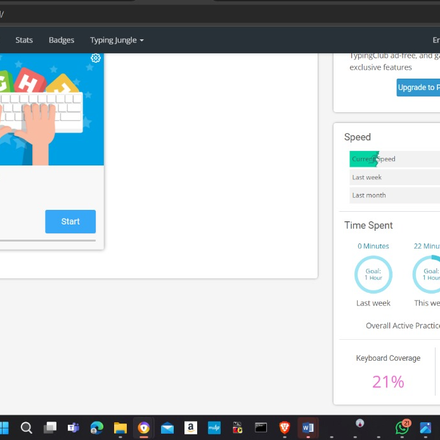 Stats Badges Typing Jungle
TypingClub ad-free, and ga
exclusive features
Upgrade to P
Speed
Current speed
Last week
Last month
Start
Time Spent
0 Minutes 22 Minu
Goal: 1 Hour Goal: 1 Hour
Last week This we
Overall Active Practice
Keyboard Coverage
21%